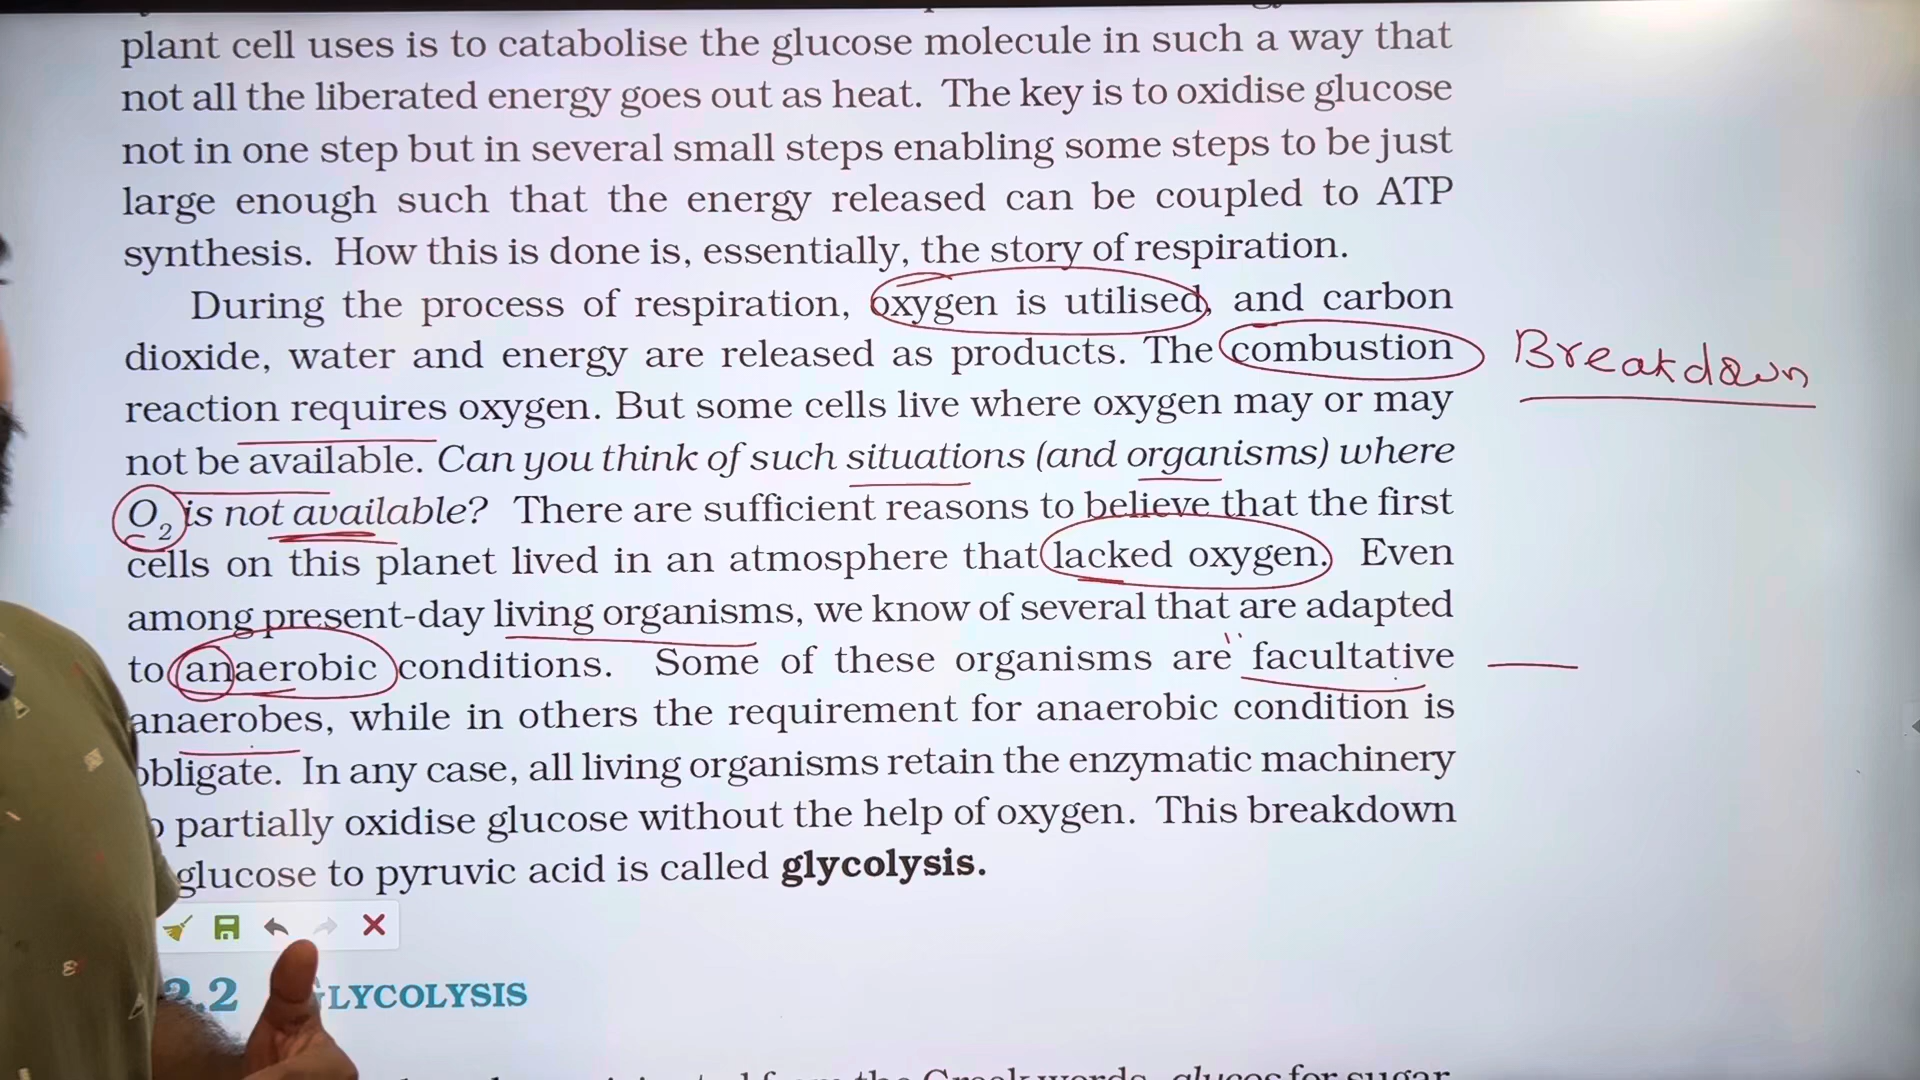 plant cell uses is to catabolise the glucose molecule in such a way that
not all the liberated energy goes out as heat. The key is to oxidise glucose
not in one step but in several small steps enabling some steps to be just
large enough such that the energy released can be coupled to ATP
synthesis. How this is done is, essentially, the story of respiration.
During the process of respiration, oxygen is utilised, and carbon
dioxide, water and energy are released as products. The combustion
Breakdown
reaction requires oxygen. But some cells live where oxygen may or may
not be available. Can you think of such situations (and organisms) where
O₂ is not available? There are sufficient reasons to believe that the first
cells on this planet lived in an atmosphere that lacked oxygen. Even
among present-day living organisms, we know of several that are adapted
to anaerobic conditions. Some of these organisms are facultative
anaerobes, while in others the requirement for anaerobic condition is
obligate. In any case, all living organisms retain the enzymatic machinery
partially oxidise glucose without the help of oxygen. This breakdown
glucose to pyruvic acid is called glycolysis.
.2 GLYCOLYSIS
the Greek words, glycos for sugar